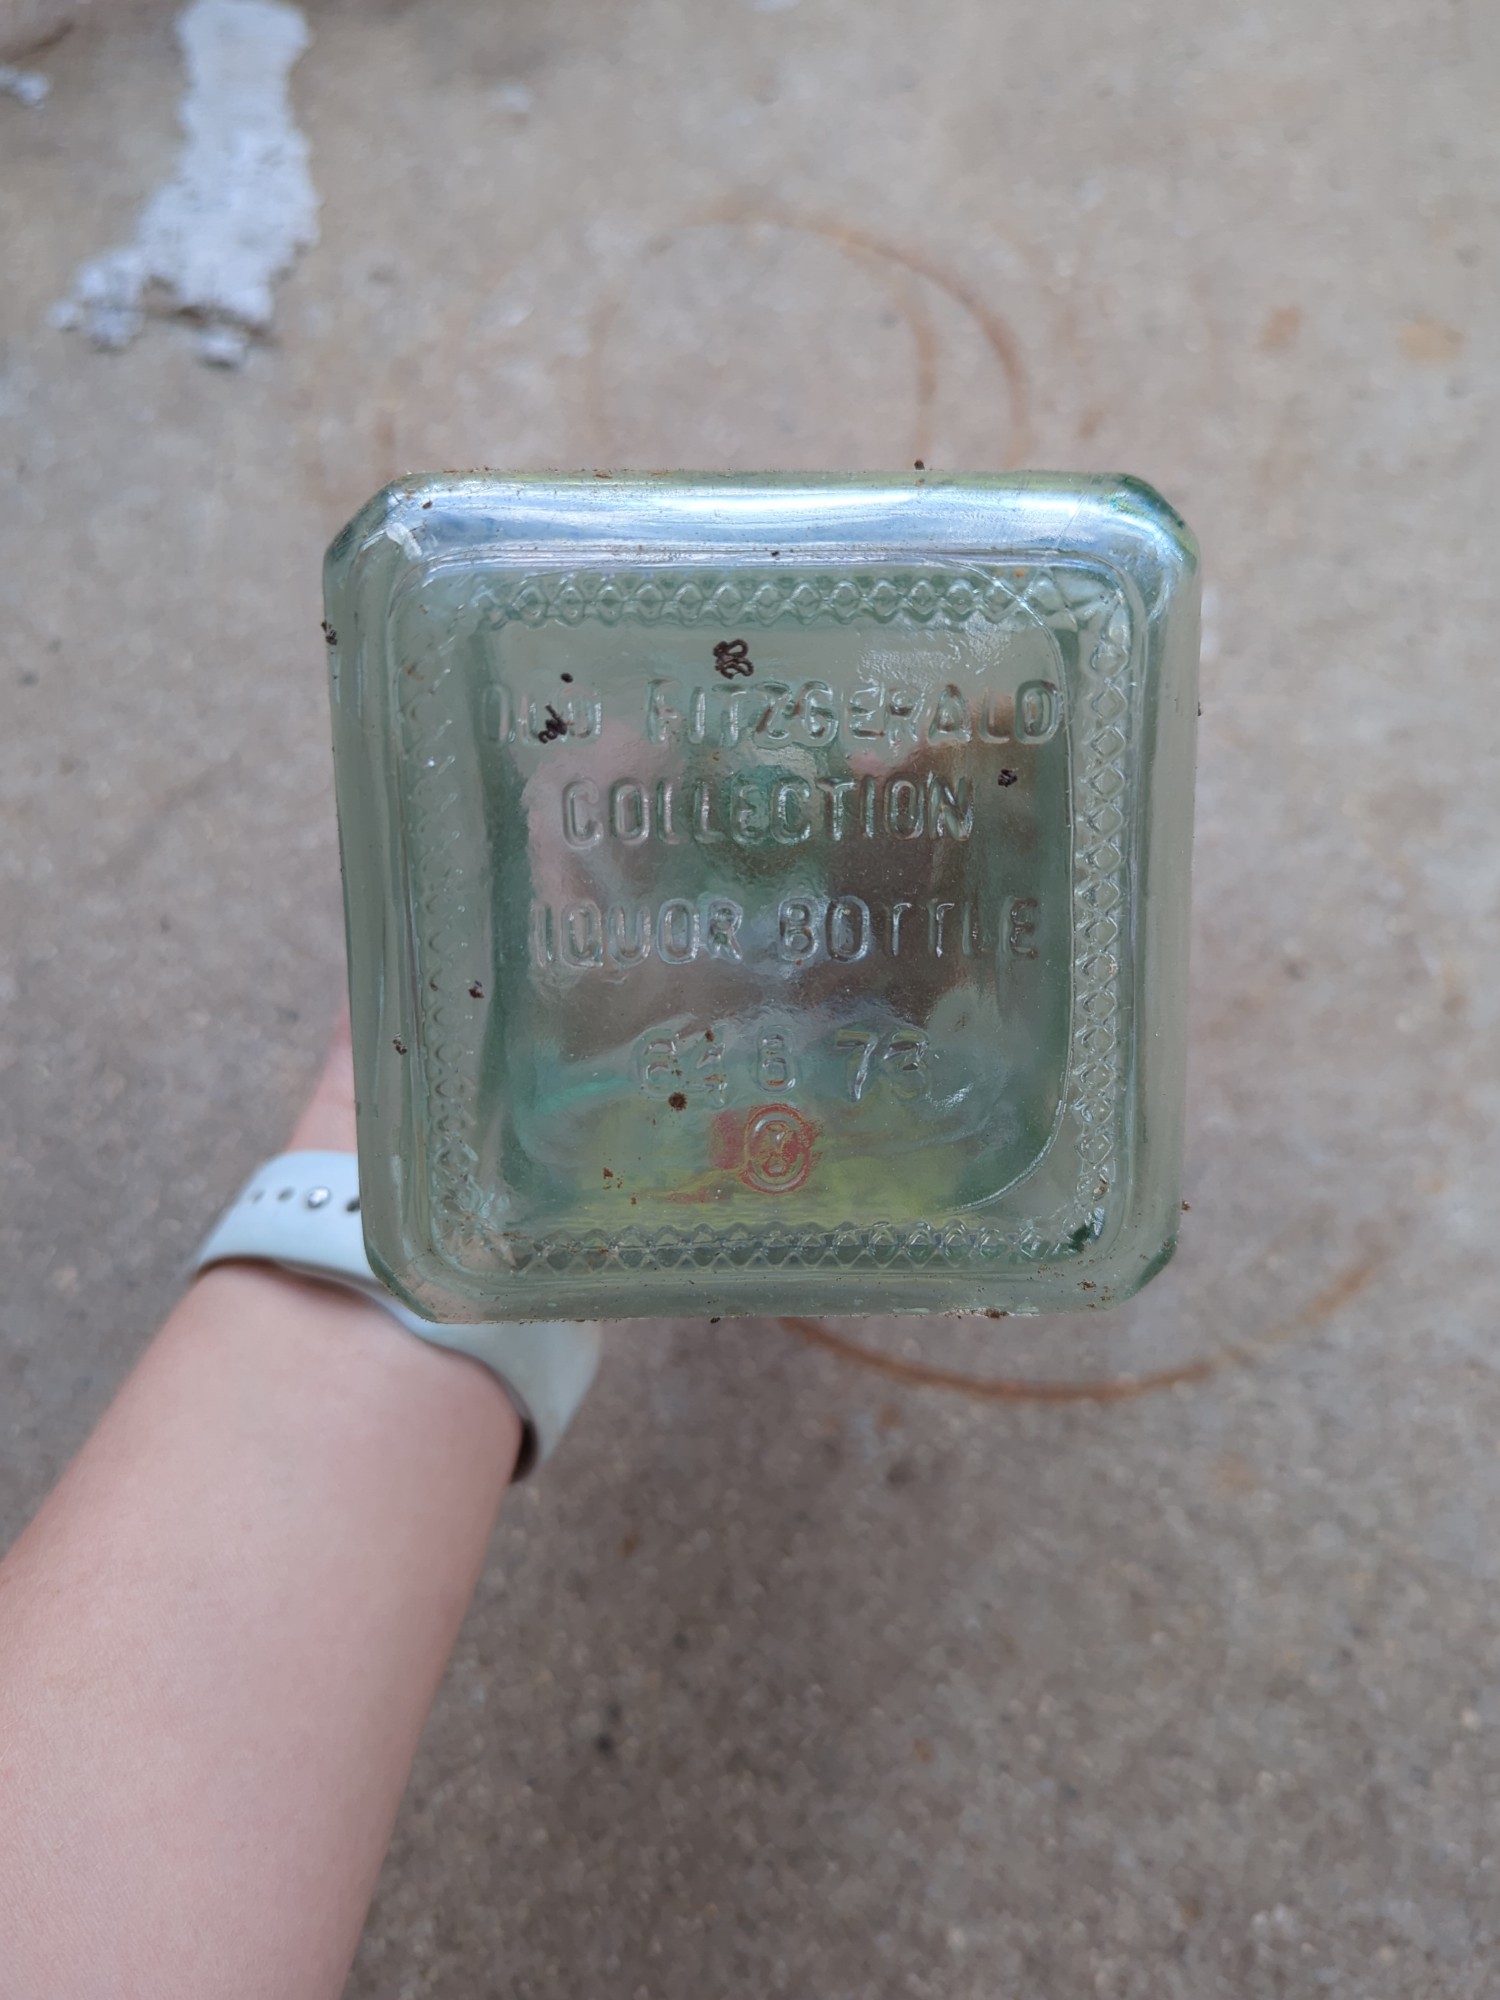 OLD FITZGERALD
COLLECTION
LIQUOR BOTTLE
64 6 73